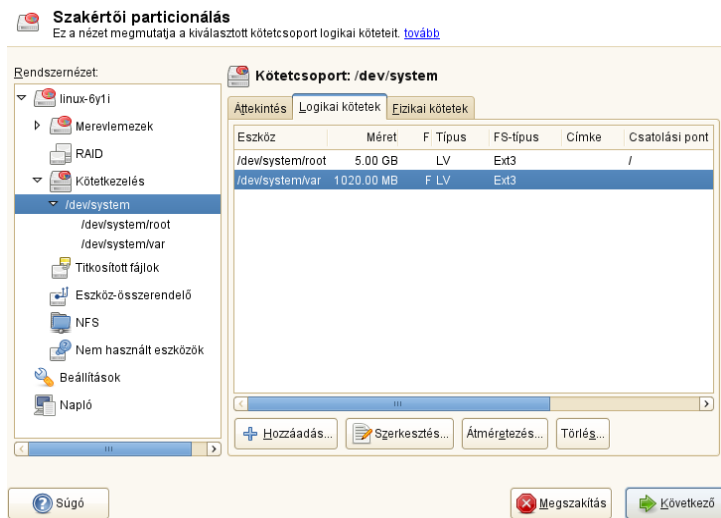 Szakértői particionálás
Ez a nézet megmutatja a kiválasztott kötetcsoport logikai köteteit. tovább
Rendszernézet:
linux-6y1i
Merevlemezek
RAID
Kötetkezelés
/dev/system
/dev/system/root
/dev/system/var
Titkosított fájlok
Eszköz-összerendelő
NFS
Nem használt eszközök
Beállítások
Napló
Kötetcsoport: /dev/system
Áttekintés Logikai kötetek Fizikai kötetek
Eszköz Méret F Típus FS-típus Címke Csatolási pont
/dev/system/root 5.00 GB LV Ext3 /
/dev/system/var 1020.00 MB F LV Ext3
Hozzáadás... Szerkesztés... Átméretezés... Törlés...
Súgó Megszakítás Következő